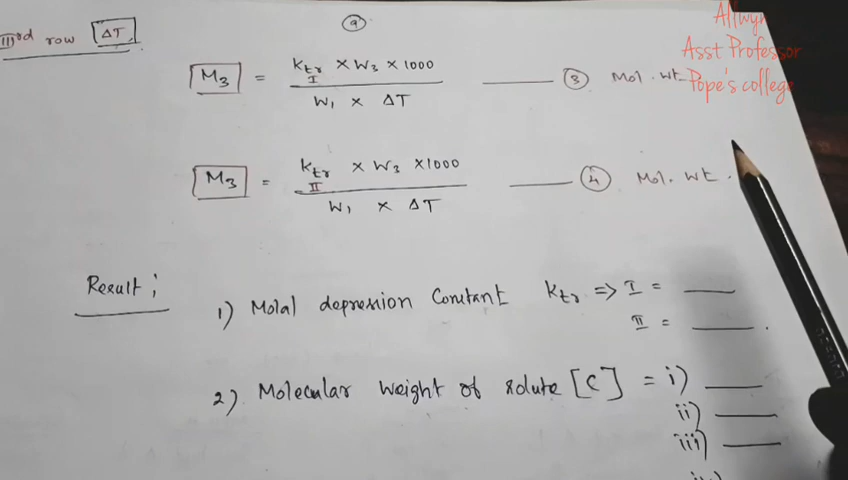 9
IIIrd row ΔT
M3 = Ktr I × W3 × 1000 / W1 × ΔT —— 3 Mol. Wt
M3 = Ktr II × W3 × 1000 / W1 × ΔT —— 4 Mol. Wt.
Result;
1) Molal depression Constant Ktr => I = ___
II = ___.
2) Molecular Weight of solute [C] = i) ___
ii) ___
iii) ___
Allwyn
Asst Professor
Pope's college